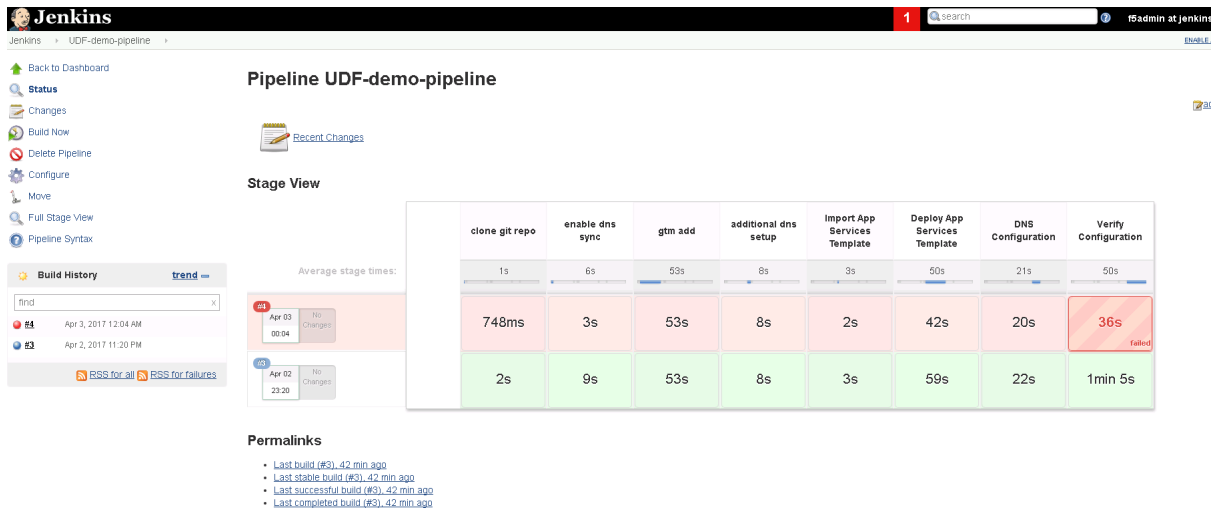 Jenkins
1
search
f5admin at jenkins
Jenkins
UDF-demo-pipeline
ENABLE
Back to Dashboard
Status
Changes
Build Now
Delete Pipeline
Configure
Move
Full Stage View
Pipeline Syntax
Build History
trend
find
x
#4
Apr 3, 2017 12:04 AM
#3
Apr 2, 2017 11:20 PM
RSS for all
RSS for failures
Pipeline UDF-demo-pipeline
Recent Changes
Stage View
clone git repo
enable dns
sync
gtm add
additional dns
setup
Import App
Services
Template
Deploy App
Services
Template
DNS
Configuration
Verify
Configuration
Average stage times:
1s
6s
53s
8s
3s
50s
21s
50s
#4
Apr 03
00:04
No
Changes
748ms
3s
53s
8s
2s
42s
20s
36s
failed
#3
Apr 02
23:20
No
Changes
2s
9s
53s
8s
3s
59s
22s
1min 5s
Permalinks
Last build (#3), 42 min ago
Last stable build (#3), 42 min ago
Last successful build (#3), 42 min ago
Last completed build (#3), 42 min ago